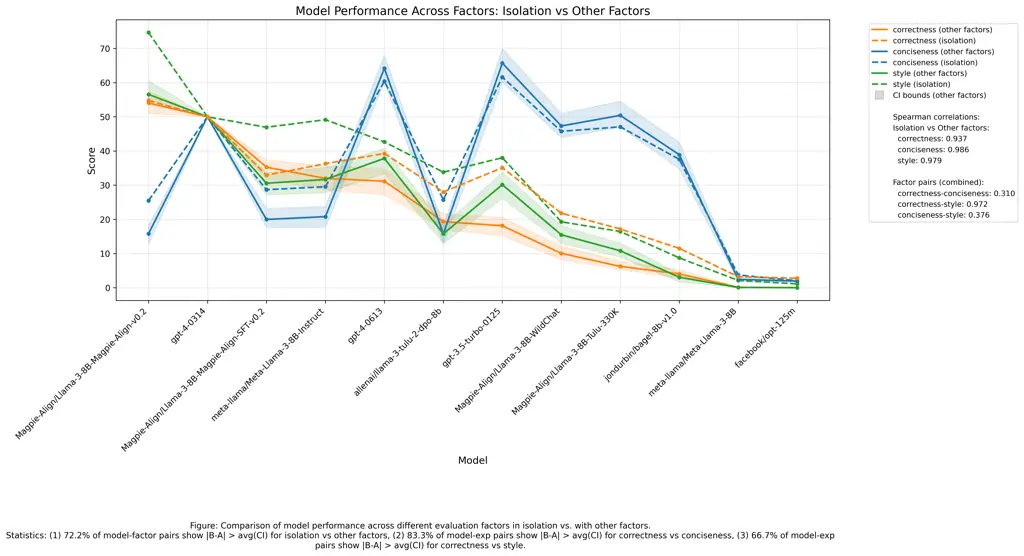 Model Performance Across Factors: Isolation vs Other Factors
Score
70
60
50
40
30
20
10
0
correctness (other factors)
correctness (isolation)
conciseness (other factors)
conciseness (isolation)
style (other factors)
style (isolation)
CI bounds (other factors)
Spearman correlations:
Isolation vs Other factors:
correctness: 0.937
conciseness: 0.986
style: 0.979
Factor pairs (combined):
correctness-conciseness: 0.310
correctness-style: 0.972
conciseness-style: 0.376
Magpie-Align/Llama-3-8B-Magpie-Align-v0.2
gpt-4-0314
Magpie-Align/Llama-3-8B-Magpie-Align-SFT-v0.2
meta-llama/Meta-Llama-3-8B-Instruct
gpt-4-0613
allenai/llama-3-tulu-2-dpo-8b
gpt-3.5-turbo-0125
Magpie-Align/Llama-3-8B-WildChat
Magpie-Align/Llama-3-8B-Tulu-330K
jondurbin/bagel-8b-v1.0
meta-llama/Meta-Llama-3-8B
facebook/opt-125m
Model
Figure: Comparison of model performance across different evaluation factors in isolation vs. with other factors.
Statistics: (1) 72.2% of model-factor pairs show |B-A| > avg(CI) for isolation vs other factors, (2) 83.3% of model-exp pairs show |B-A| > avg(CI) for correctness vs conciseness, (3) 66.7% of model-exp
pairs show |B-A| > avg(CI) for correctness vs style.